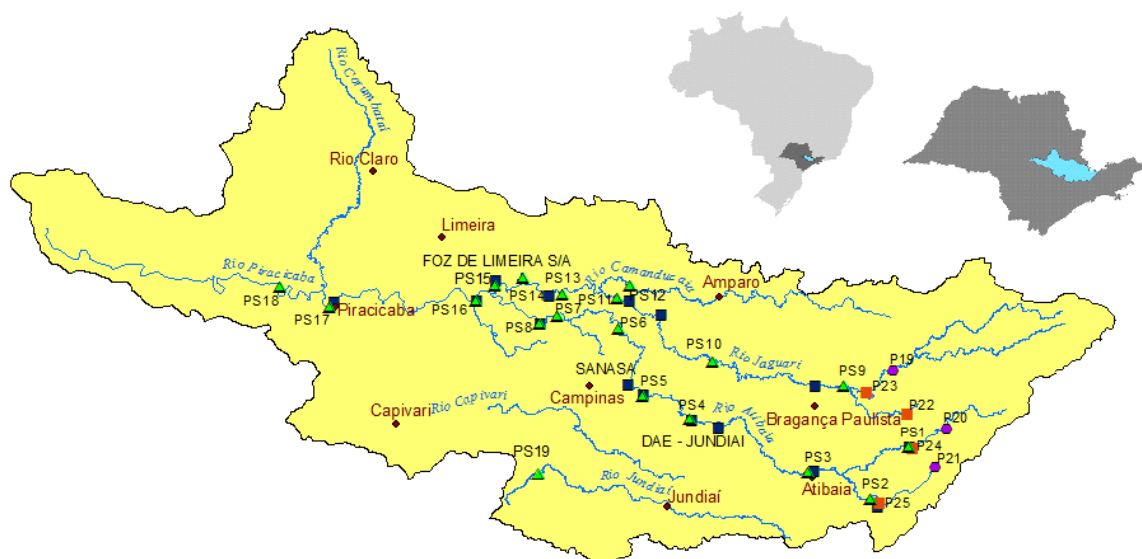 Rio Corumbataí
Rio Claro
Limeira
FOZ DE LIMEIRA S/A
Rio Piracicaba
PS18
PS17
Piracicaba
PS16
PS15
PS14
PS13
Rio Camanducaia
PS11
PS12
Amparo
PS8
PS7
PS6
PS10
Rio Jaguari
PS9
P19
P23
P22
P20
SANASA
Campinas
PS5
Capivari
Rio Capivari
PS4
Rio Atibaia
Bragança Paulista
PS1
P24
P21
DAE - JUNDIAI
PS3
Atibaia
PS2
P25
PS19
Rio Jundiaí
Jundiaí